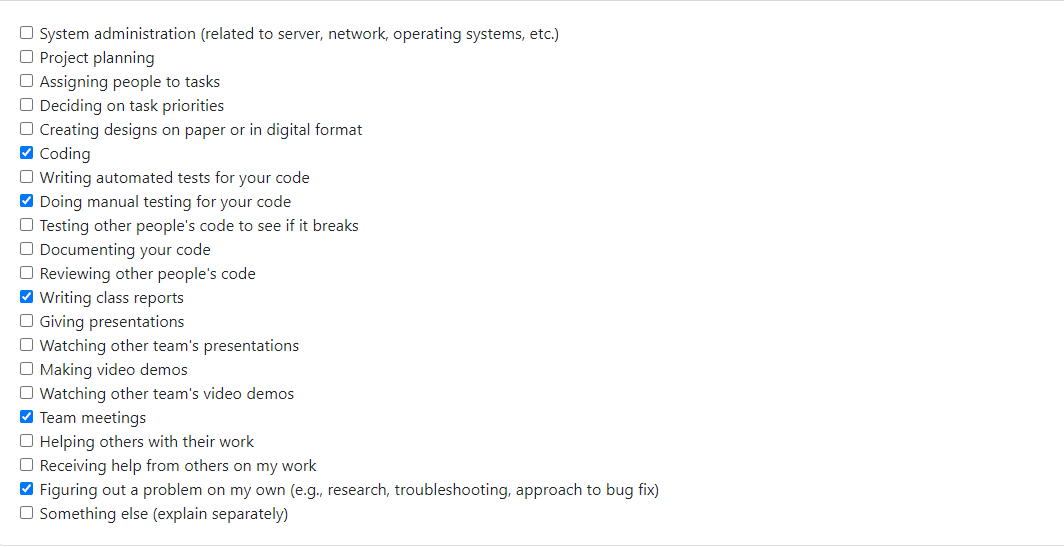 System administration (related to server, network, operating systems, etc.)
Project planning
Assigning people to tasks
Deciding on task priorities
Creating designs on paper or in digital format
Coding
Writing automated tests for your code
Doing manual testing for your code
Testing other people's code to see if it breaks
Documenting your code
Reviewing other people's code
Writing class reports
Giving presentations
Watching other team's presentations
Making video demos
Watching other team's video demos
Team meetings
Helping others with their work
Receiving help from others on my work
Figuring out a problem on my own (e.g., research, troubleshooting, approach to bug fix)
Something else (explain separately)